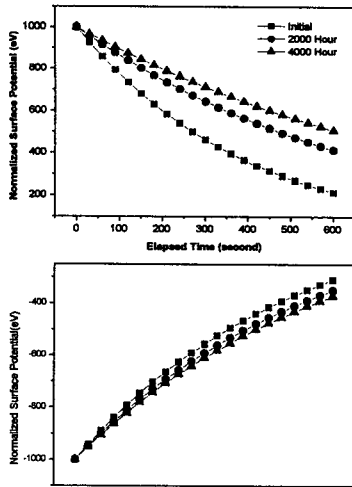 Normalized Surface Potential (eV)
1000
800
600
400
200
Initial
2000 Hour
4000 Hour
0 100 200 300 400 500 600
Elapsed Time (second)
Normalized Surface Potential(eV)
-400
-600
-800
-1000